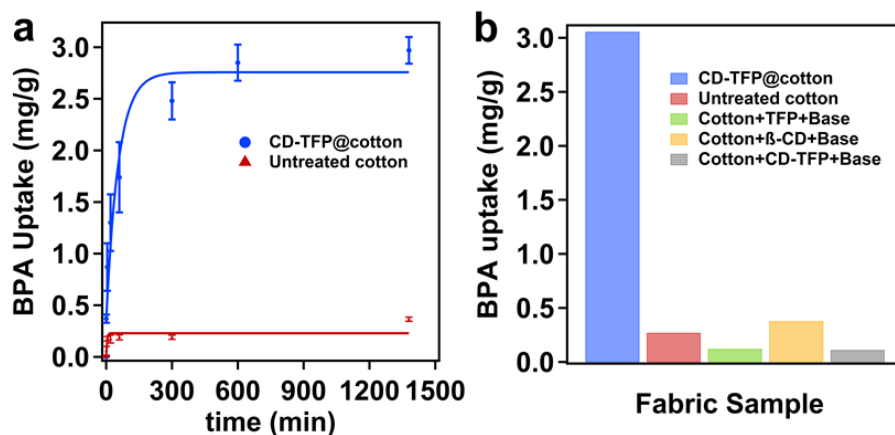 a
BPA Uptake (mg/g)
3.0
2.5
2.0
1.5
1.0
0.5
0.0
CD-TFP@cotton
Untreated cotton
0 300 600 900 1200 1500
time (min)
b
BPA uptake (mg/g)
3.0
2.5
2.0
1.5
1.0
0.5
0.0
CD-TFP@cotton
Untreated cotton
Cotton+TFP+Base
Cotton+ß-CD+Base
Cotton+CD-TFP+Base
Fabric Sample